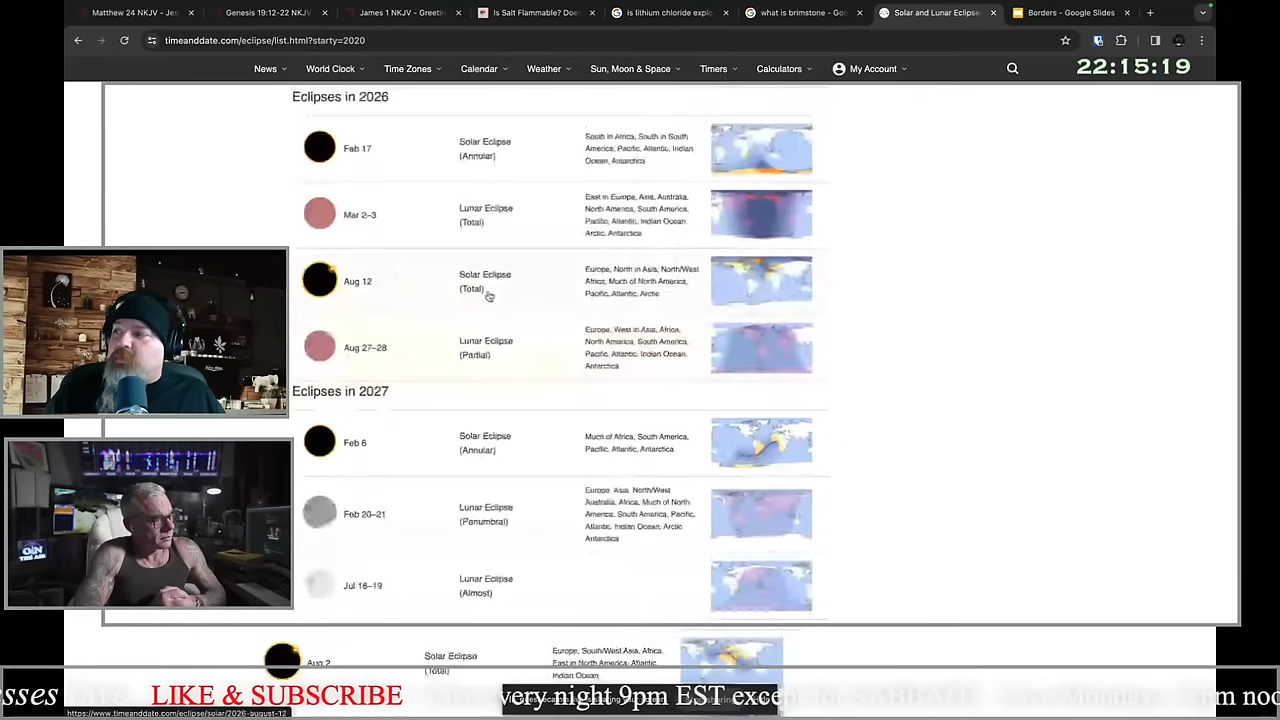 Matthew 24 NKJV - Jes
Genesis 19:12-22 NKJV
James 1 NKJV - Greetin
Is Salt Flammable? Doe
is lithium chloride explo
what is brimstone - Goo
Solar and Lunar Eclipse
Borders - Google Slides
timeanddate.com/eclipse/list.html?starty=2020
News World Clock Time Zones Calendar Weather Sun, Moon & Space Timers Calculators My Account
22:15:19
Eclipses in 2026
Feb 17
Solar Eclipse
(Annular)
South in Africa, South in South
America, Pacific, Atlantic, Indian
Ocean, Antarctica
Mar 2–3
Lunar Eclipse
(Total)
East in Europe, Asia, Australia,
North America, South America,
Pacific, Atlantic, Indian Ocean,
Arctic, Antarctica
Aug 12
Solar Eclipse
(Total)
Europe, North in Asia, North/West
Africa, Much of North America,
Pacific, Atlantic, Arctic
Aug 27–28
Lunar Eclipse
(Partial)
Europe, West in Asia, Africa,
North America, South America,
Pacific, Atlantic, Indian Ocean,
Antarctica
Eclipses in 2027
Feb 6
Solar Eclipse
(Annular)
Much of Africa, South America,
Pacific, Atlantic, Antarctica
Feb 20–21
Lunar Eclipse
(Penumbral)
Europe, Asia, North/West
Australia, Africa, Much of North
America, South America, Pacific,
Atlantic, Indian Ocean, Arctic,
Antarctica
Jul 18–19
Lunar Eclipse
(Almost)
Aug 2
Solar Eclipse
(Total)
Europe, South/West Asia, Africa,
East in North America, Atlantic,
Indian Ocean
ON
THE AIR
sses LIKE & SUBSCRIBE very night 9pm EST exce
https://www.timeanddate.com/eclipse/solar/2026-august-12